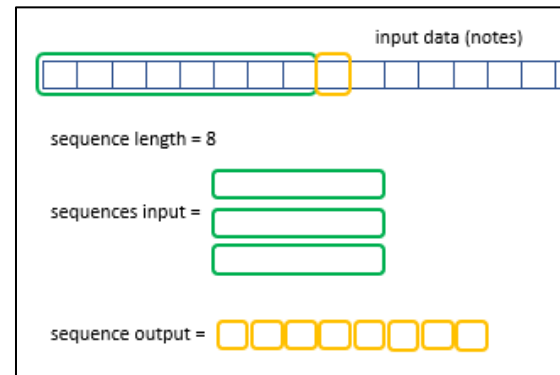 input data (notes)
sequence length = 8
sequences input =
sequence output =